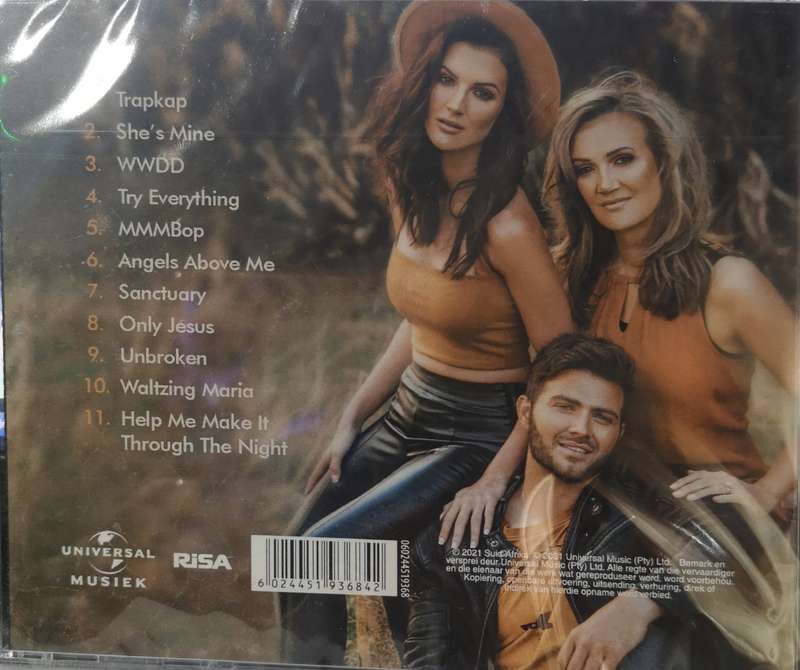 Trapkap
2. She's Mine
3. WWDD
4. Try Everything
5. MMMBop
6. Angels Above Me
7. Sanctuary
8. Only Jesus
9. Unbroken
10. Waltzing Maria
11. Help Me Make It
Through The Night
UNIVERSAL
MUSIEK
RiSA
6 024451 936842
060244519368
℗ 2021 Suid-Afrika © 2021 Universal Music (Pty) Ltd. Bemark en
versprei deur Universal Music (Pty) Ltd. Alle regte van die vervaardiger
en die eienaar van die werk wat gereproduseer word, word voorbehou.
Kopiering, openbare uitvoering, uitsending, verhuring, direk of
indirek van hierdie opname word verbied.